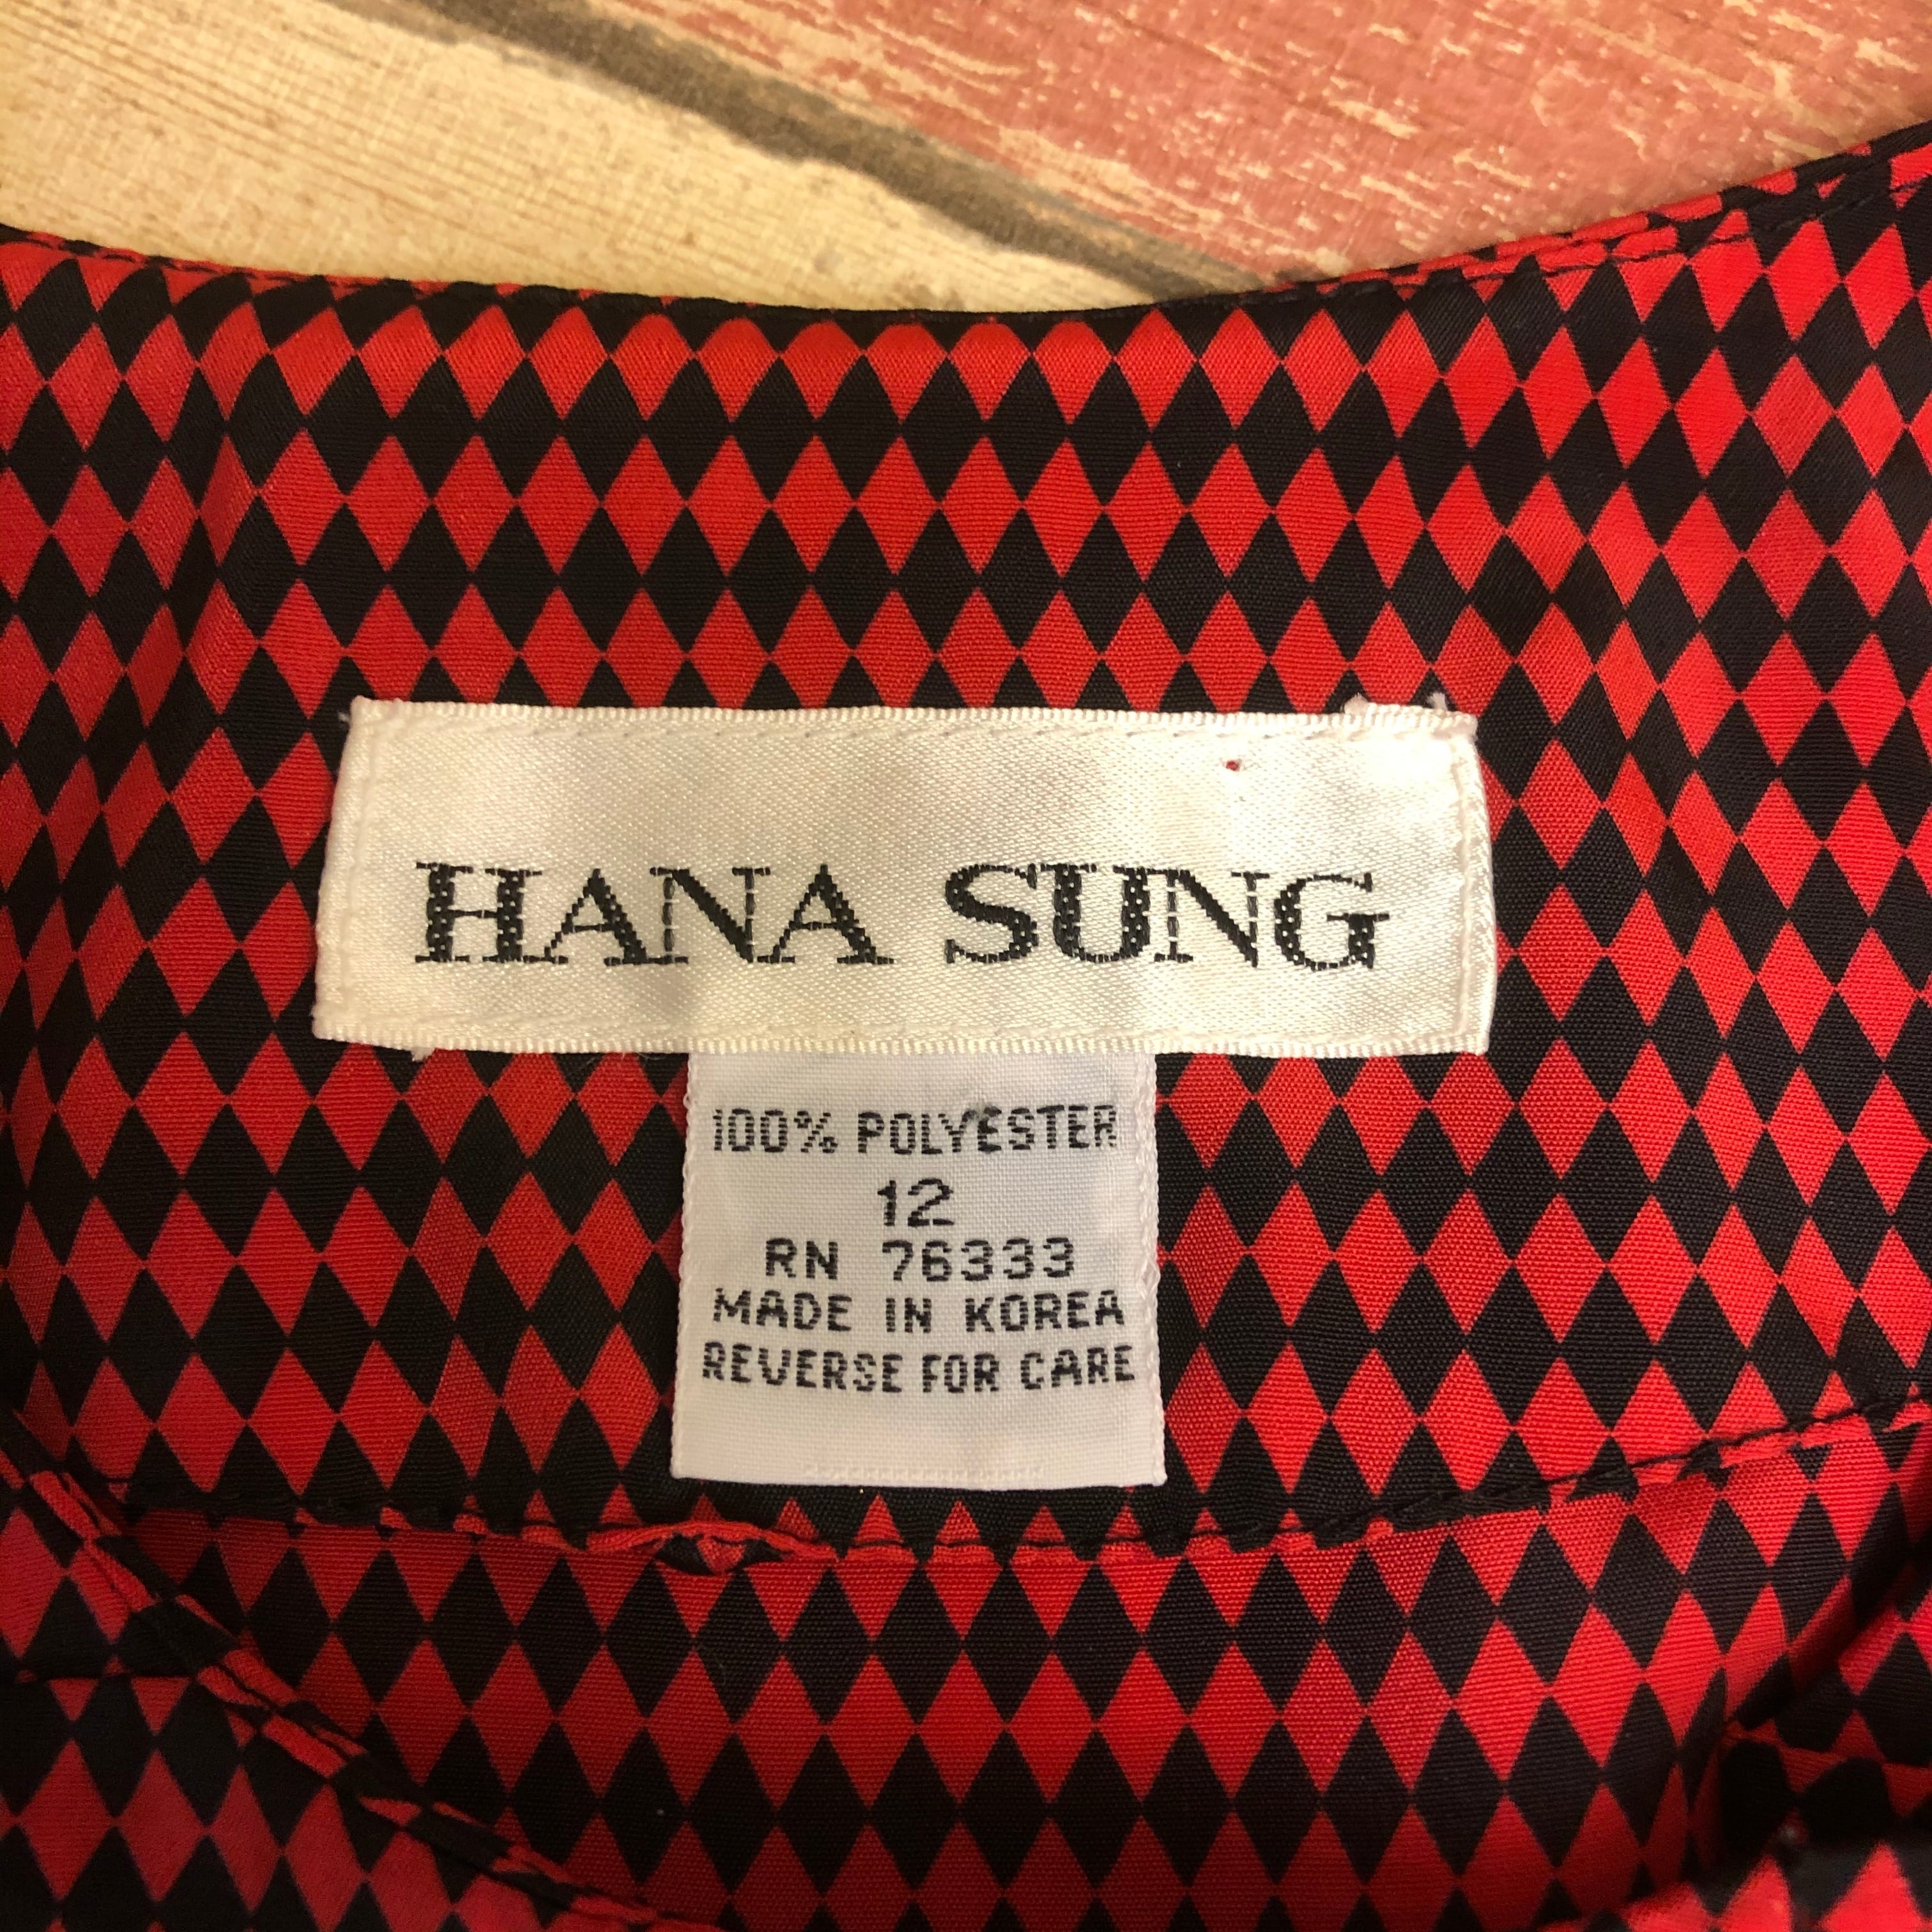 HANA SUNG
100% POLYESTER
12
RN 76333
MADE IN KOREA
REVERSE FOR CARE